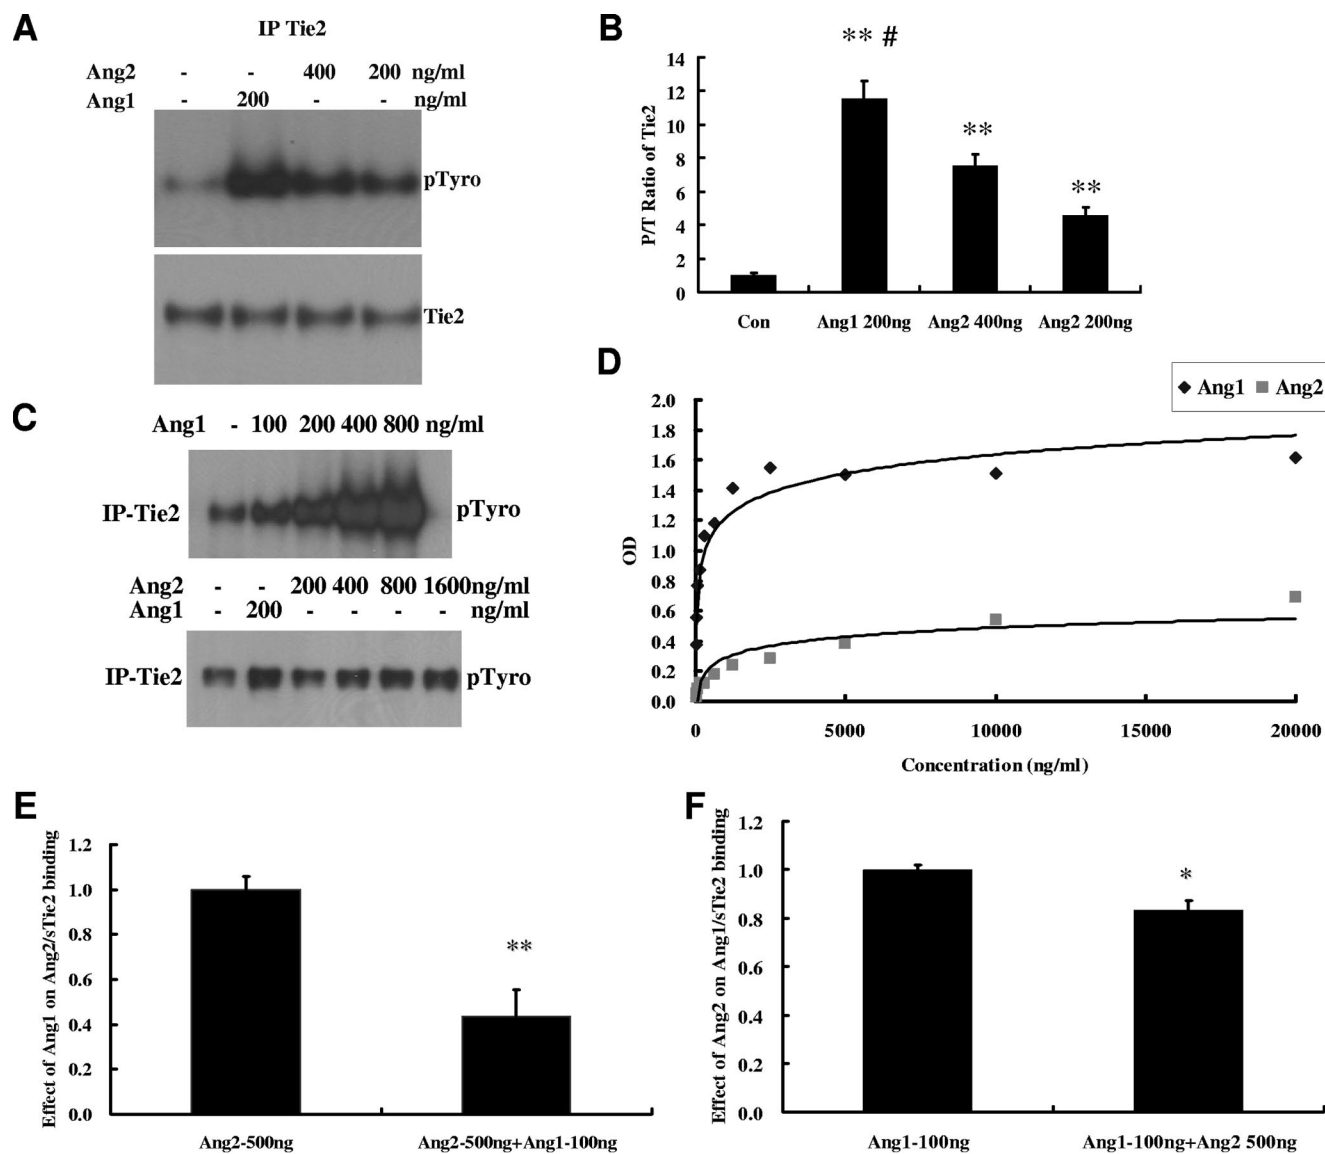 A
IP Tie2
Ang2 - - 400 200 ng/ml
Ang1 - 200 - - ng/ml
pTyro
Tie2
B
** #
**
**
P/T Ratio of Tie2
14
12
10
8
6
4
2
0
Con Ang1 200ng Ang2 400ng Ang2 200ng
C
Ang1 - 100 200 400 800 ng/ml
IP-Tie2 pTyro
Ang2 - - 200 400 800 1600ng/ml
Ang1 - 200 - - - - ng/ml
IP-Tie2 pTyro
D
Ang1 Ang2
OD
2.0
1.8
1.6
1.4
1.2
1.0
0.8
0.6
0.4
0.2
0.0
0 5000 10000 15000 20000
Concentration (ng/ml)
E
Effect of Ang1 on Ang2/sTie2 binding
1.2
1.0
0.8
0.6
0.4
0.2
0.0
**
Ang2-500ng Ang2-500ng+Ang1-100ng
F
Effect of Ang2 on Ang1/sTie2 binding
1.2
1.0
0.8
0.6
0.4
0.2
0.0
*
Ang1-100ng Ang1-100ng+Ang2 500ng